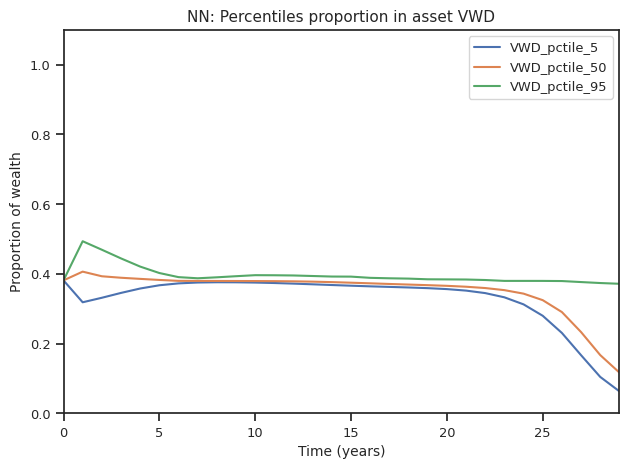 NN: Percentiles proportion in asset VWD
VWD_pctile_5
VWD_pctile_50
VWD_pctile_95
Proportion of wealth
1.0
0.8
0.6
0.4
0.2
0.0
0 5 10 15 20 25
Time (years)